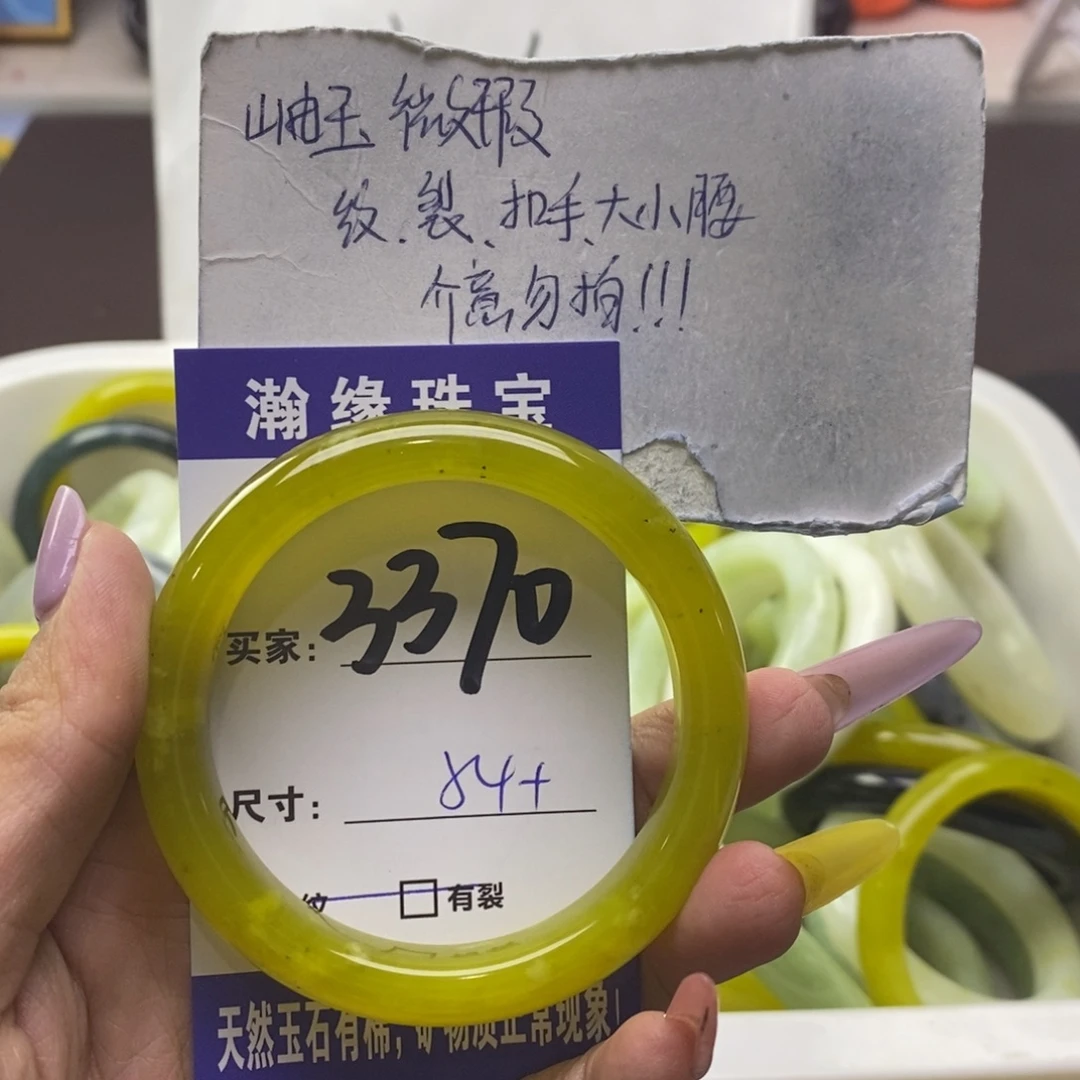 岫玉 微瑕
纹、裂、扣手、大小腰
介意勿拍!!!
瀚缘珠宝
买家: 3370
尺寸: 84+
纹 有裂
天然玉石有棉,矿物质正常现象!